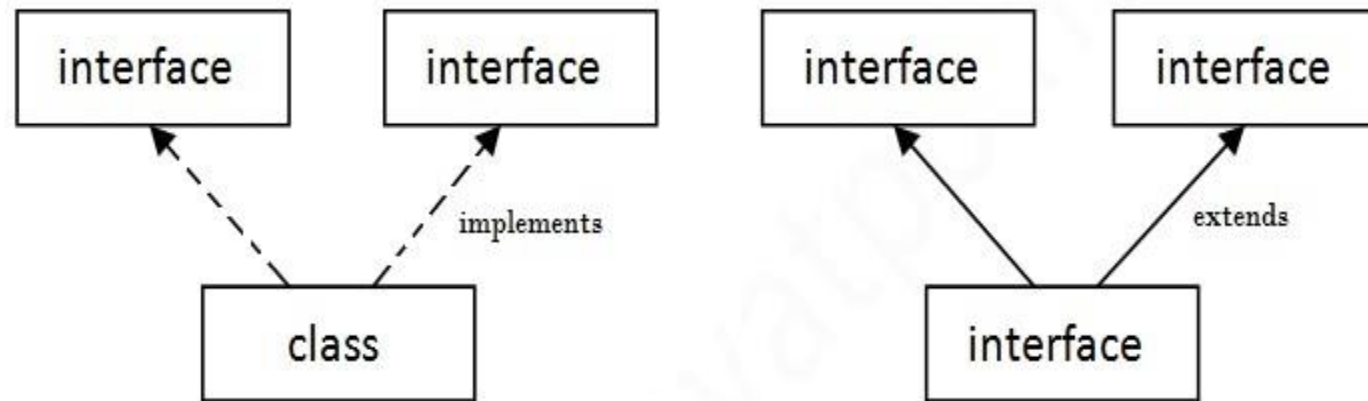 interface interface interface interface
implements extends
class interface